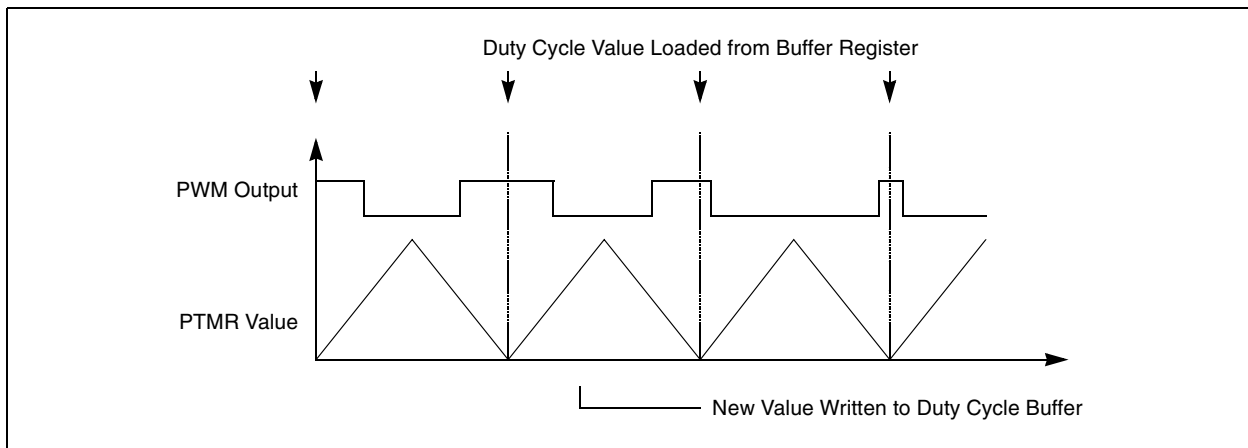 Duty Cycle Value Loaded from Buffer Register
PWM Output
PTMR Value
New Value Written to Duty Cycle Buffer